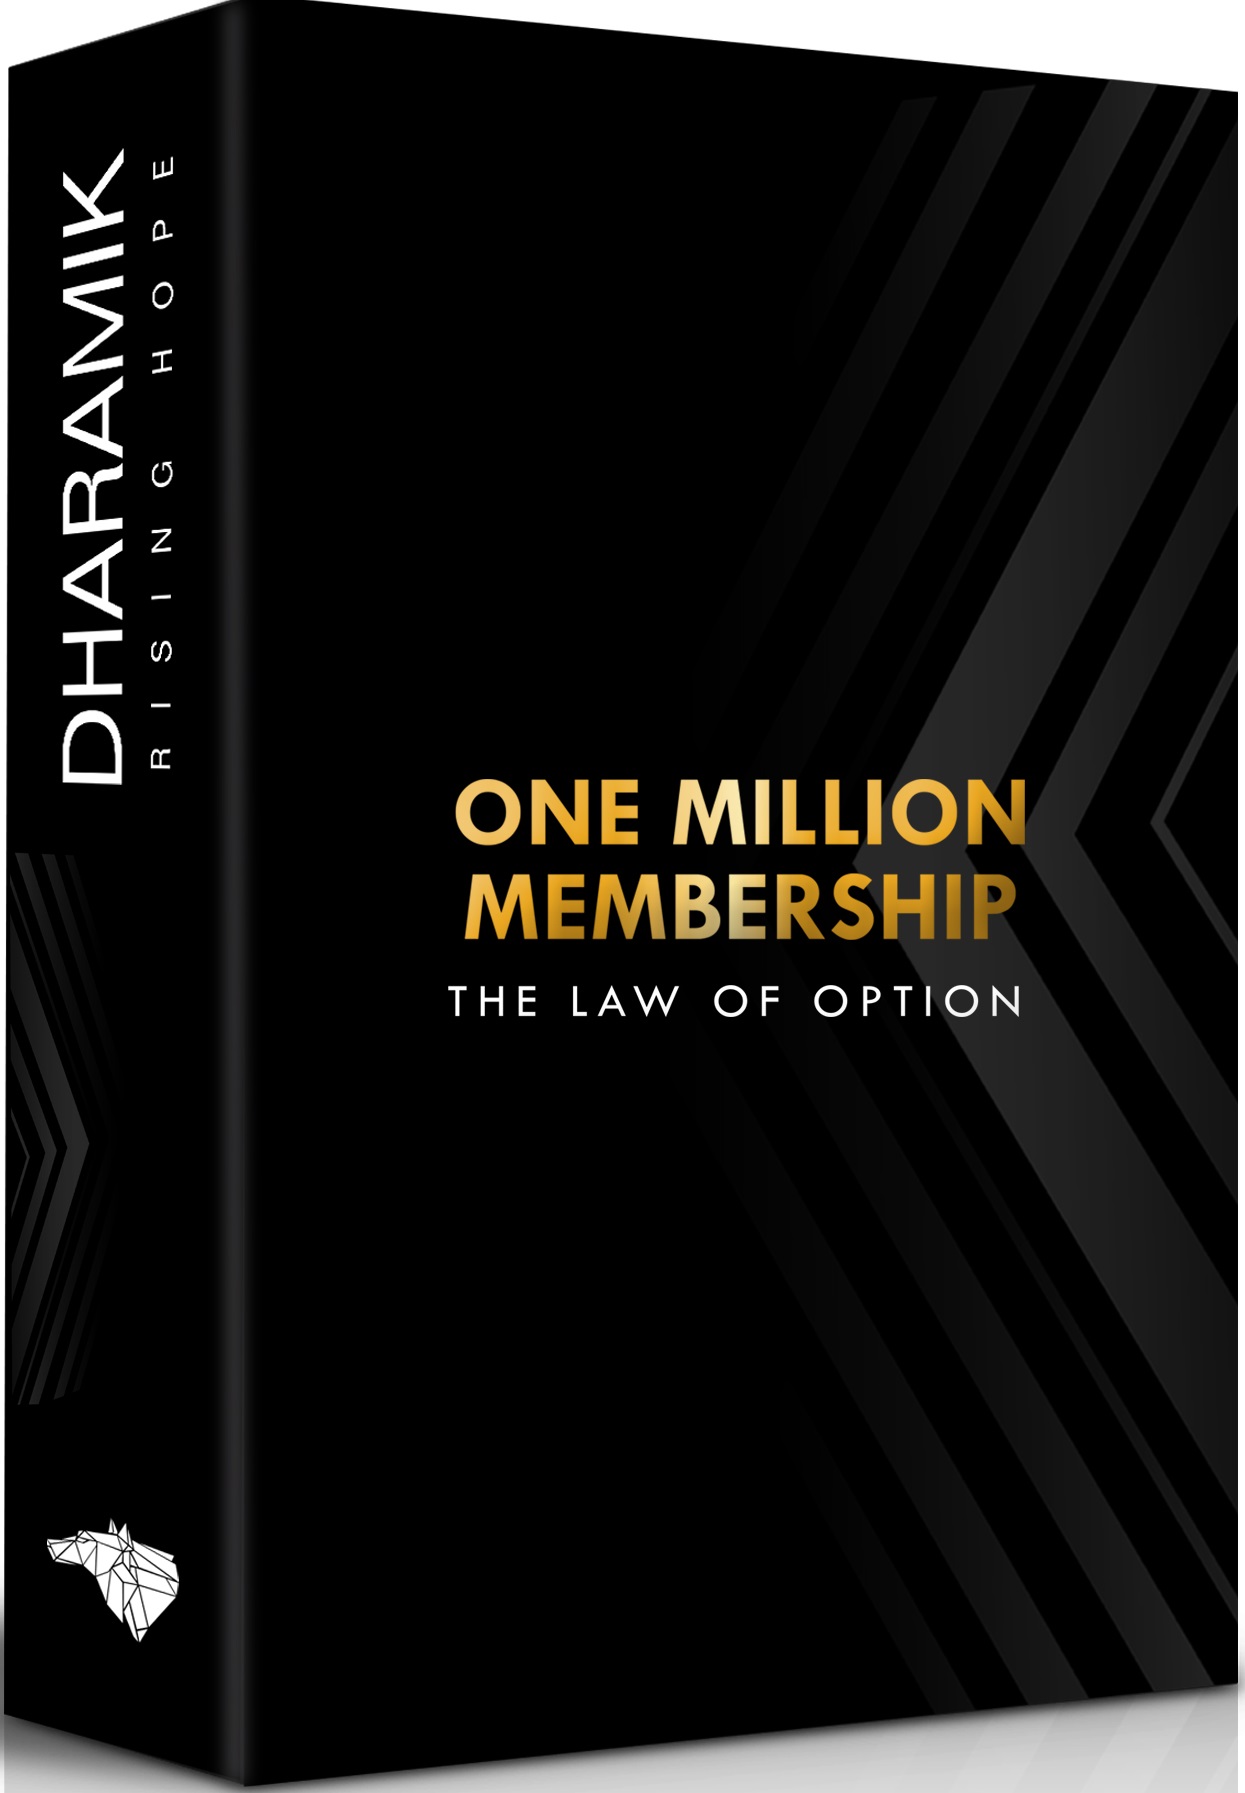 DHARAMIK
RISING HOPE
ONE MILLION
MEMBERSHIP
THE LAW OF OPTION